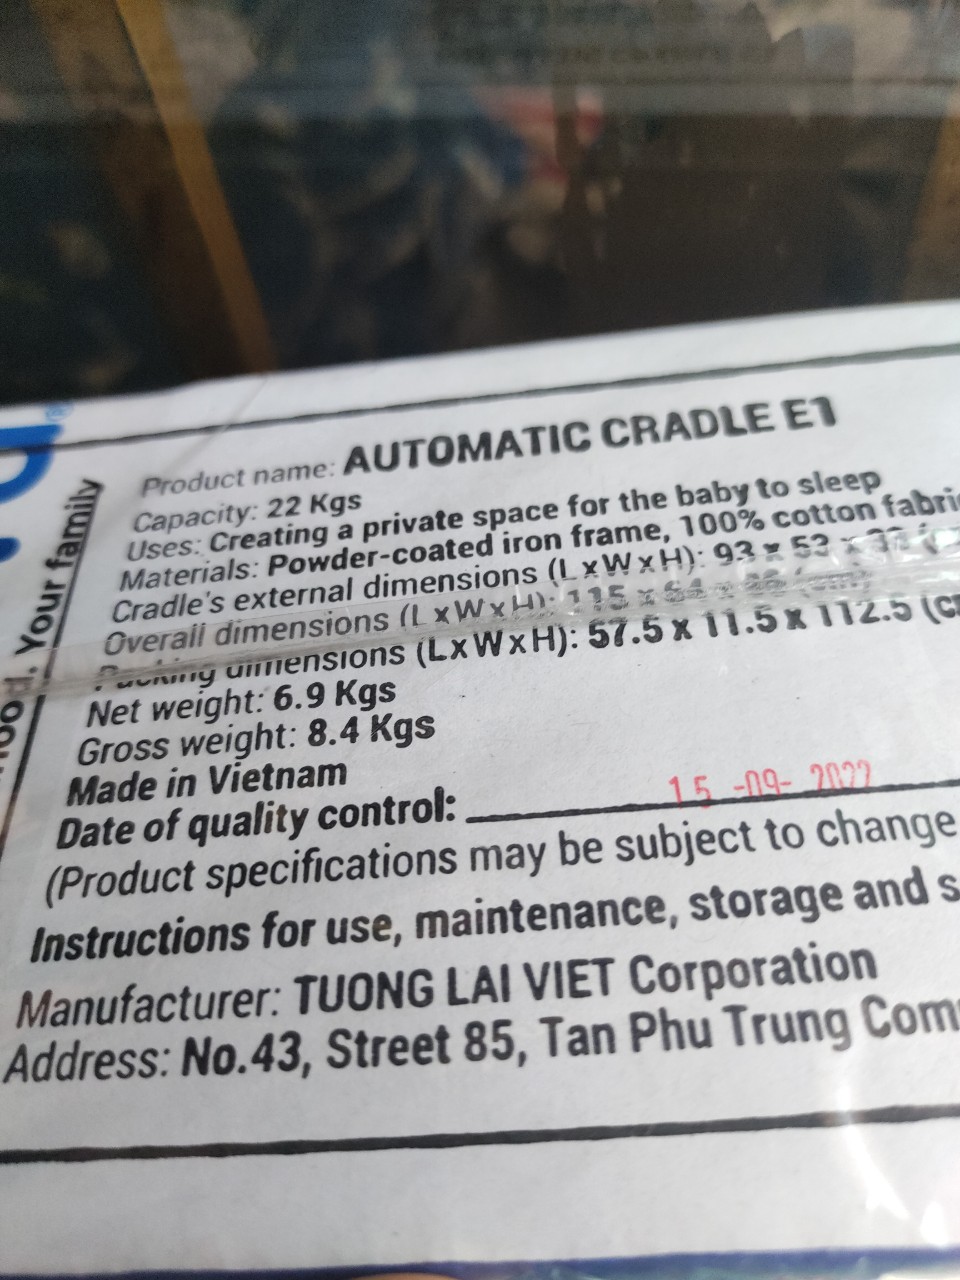 Your family
Product name: AUTOMATIC CRADLE E1
Capacity: 22 Kgs
Uses: Creating a private space for the baby to sleep
Materials: Powder-coated iron frame, 100% cotton
Cradle's external dimensions (L x W x H): 93 x 53 x
Overall dimensions (L x W x H): 115 x
dimensions (L x W x H): 57.5 x 11.5 x 112.5
Net weight: 6.9 Kgs
Gross weight: 8.4 Kgs
Made in Vietnam
Date of quality control: 15 -09- 2022
(Product specifications may be subject to change
Instructions for use, maintenance, storage and
Manufacturer: TUONG LAI VIET Corporation
Address: No.43, Street 85, Tan Phu Trung